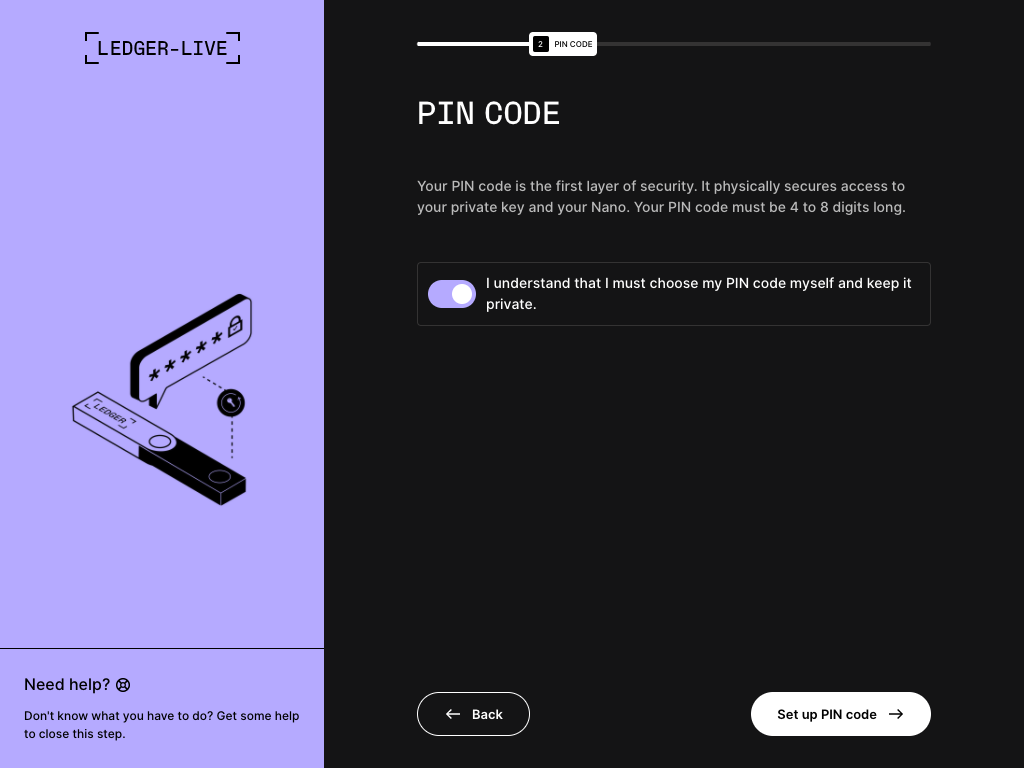 LEDGER-LIVE
2 PIN CODE
PIN CODE
Your PIN code is the first layer of security. It physically secures access to
your private key and your Nano. Your PIN code must be 4 to 8 digits long.
I understand that I must choose my PIN code myself and keep it
private.
*****
LEDGER
Need help?
Don't know what you have to do? Get some help
to close this step.
Back
Set up PIN code